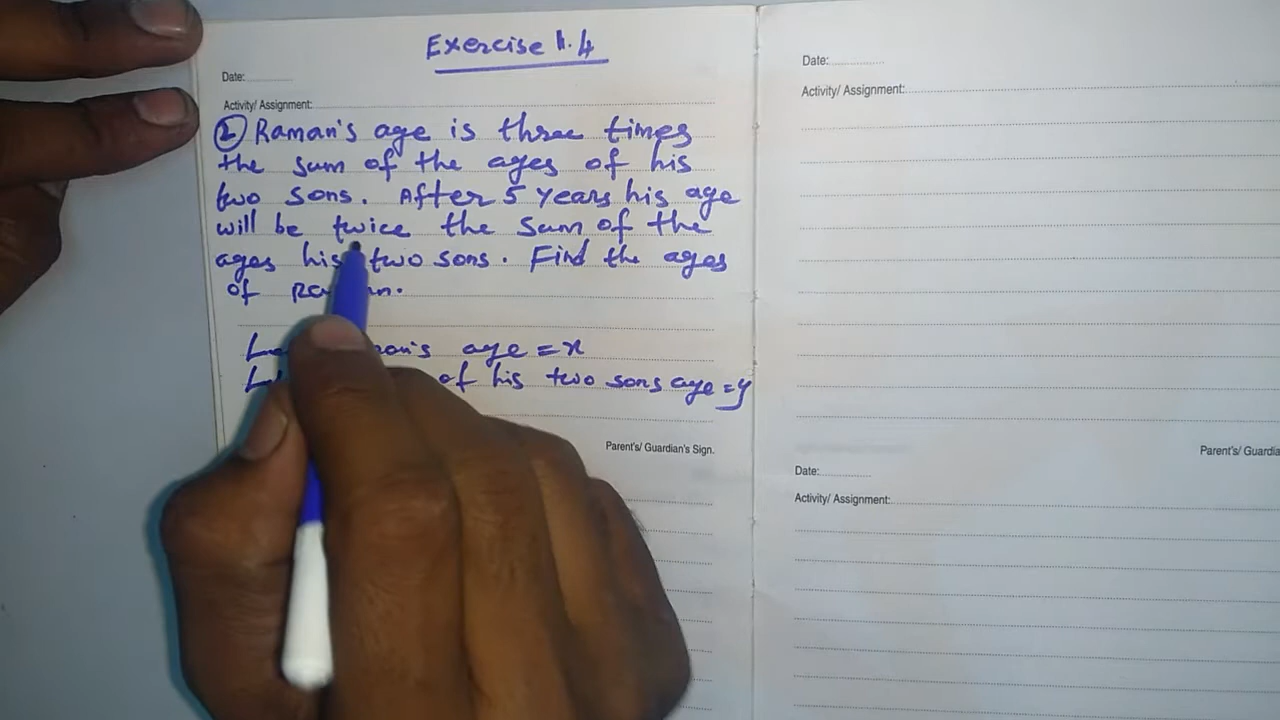 Exercise 1.4
Date:
Activity/ Assignment:
② Raman's age is three times
the sum of the ages of his
two sons. After 5 years his age
will be twice the sum of the
ages his two sons. Find the ages
of
age = x
of his two sons age = y
Parent's/ Guardian's Sign.
Date:
Activity/ Assignment:
Parent's/
Date:
Activity/ Assignment: